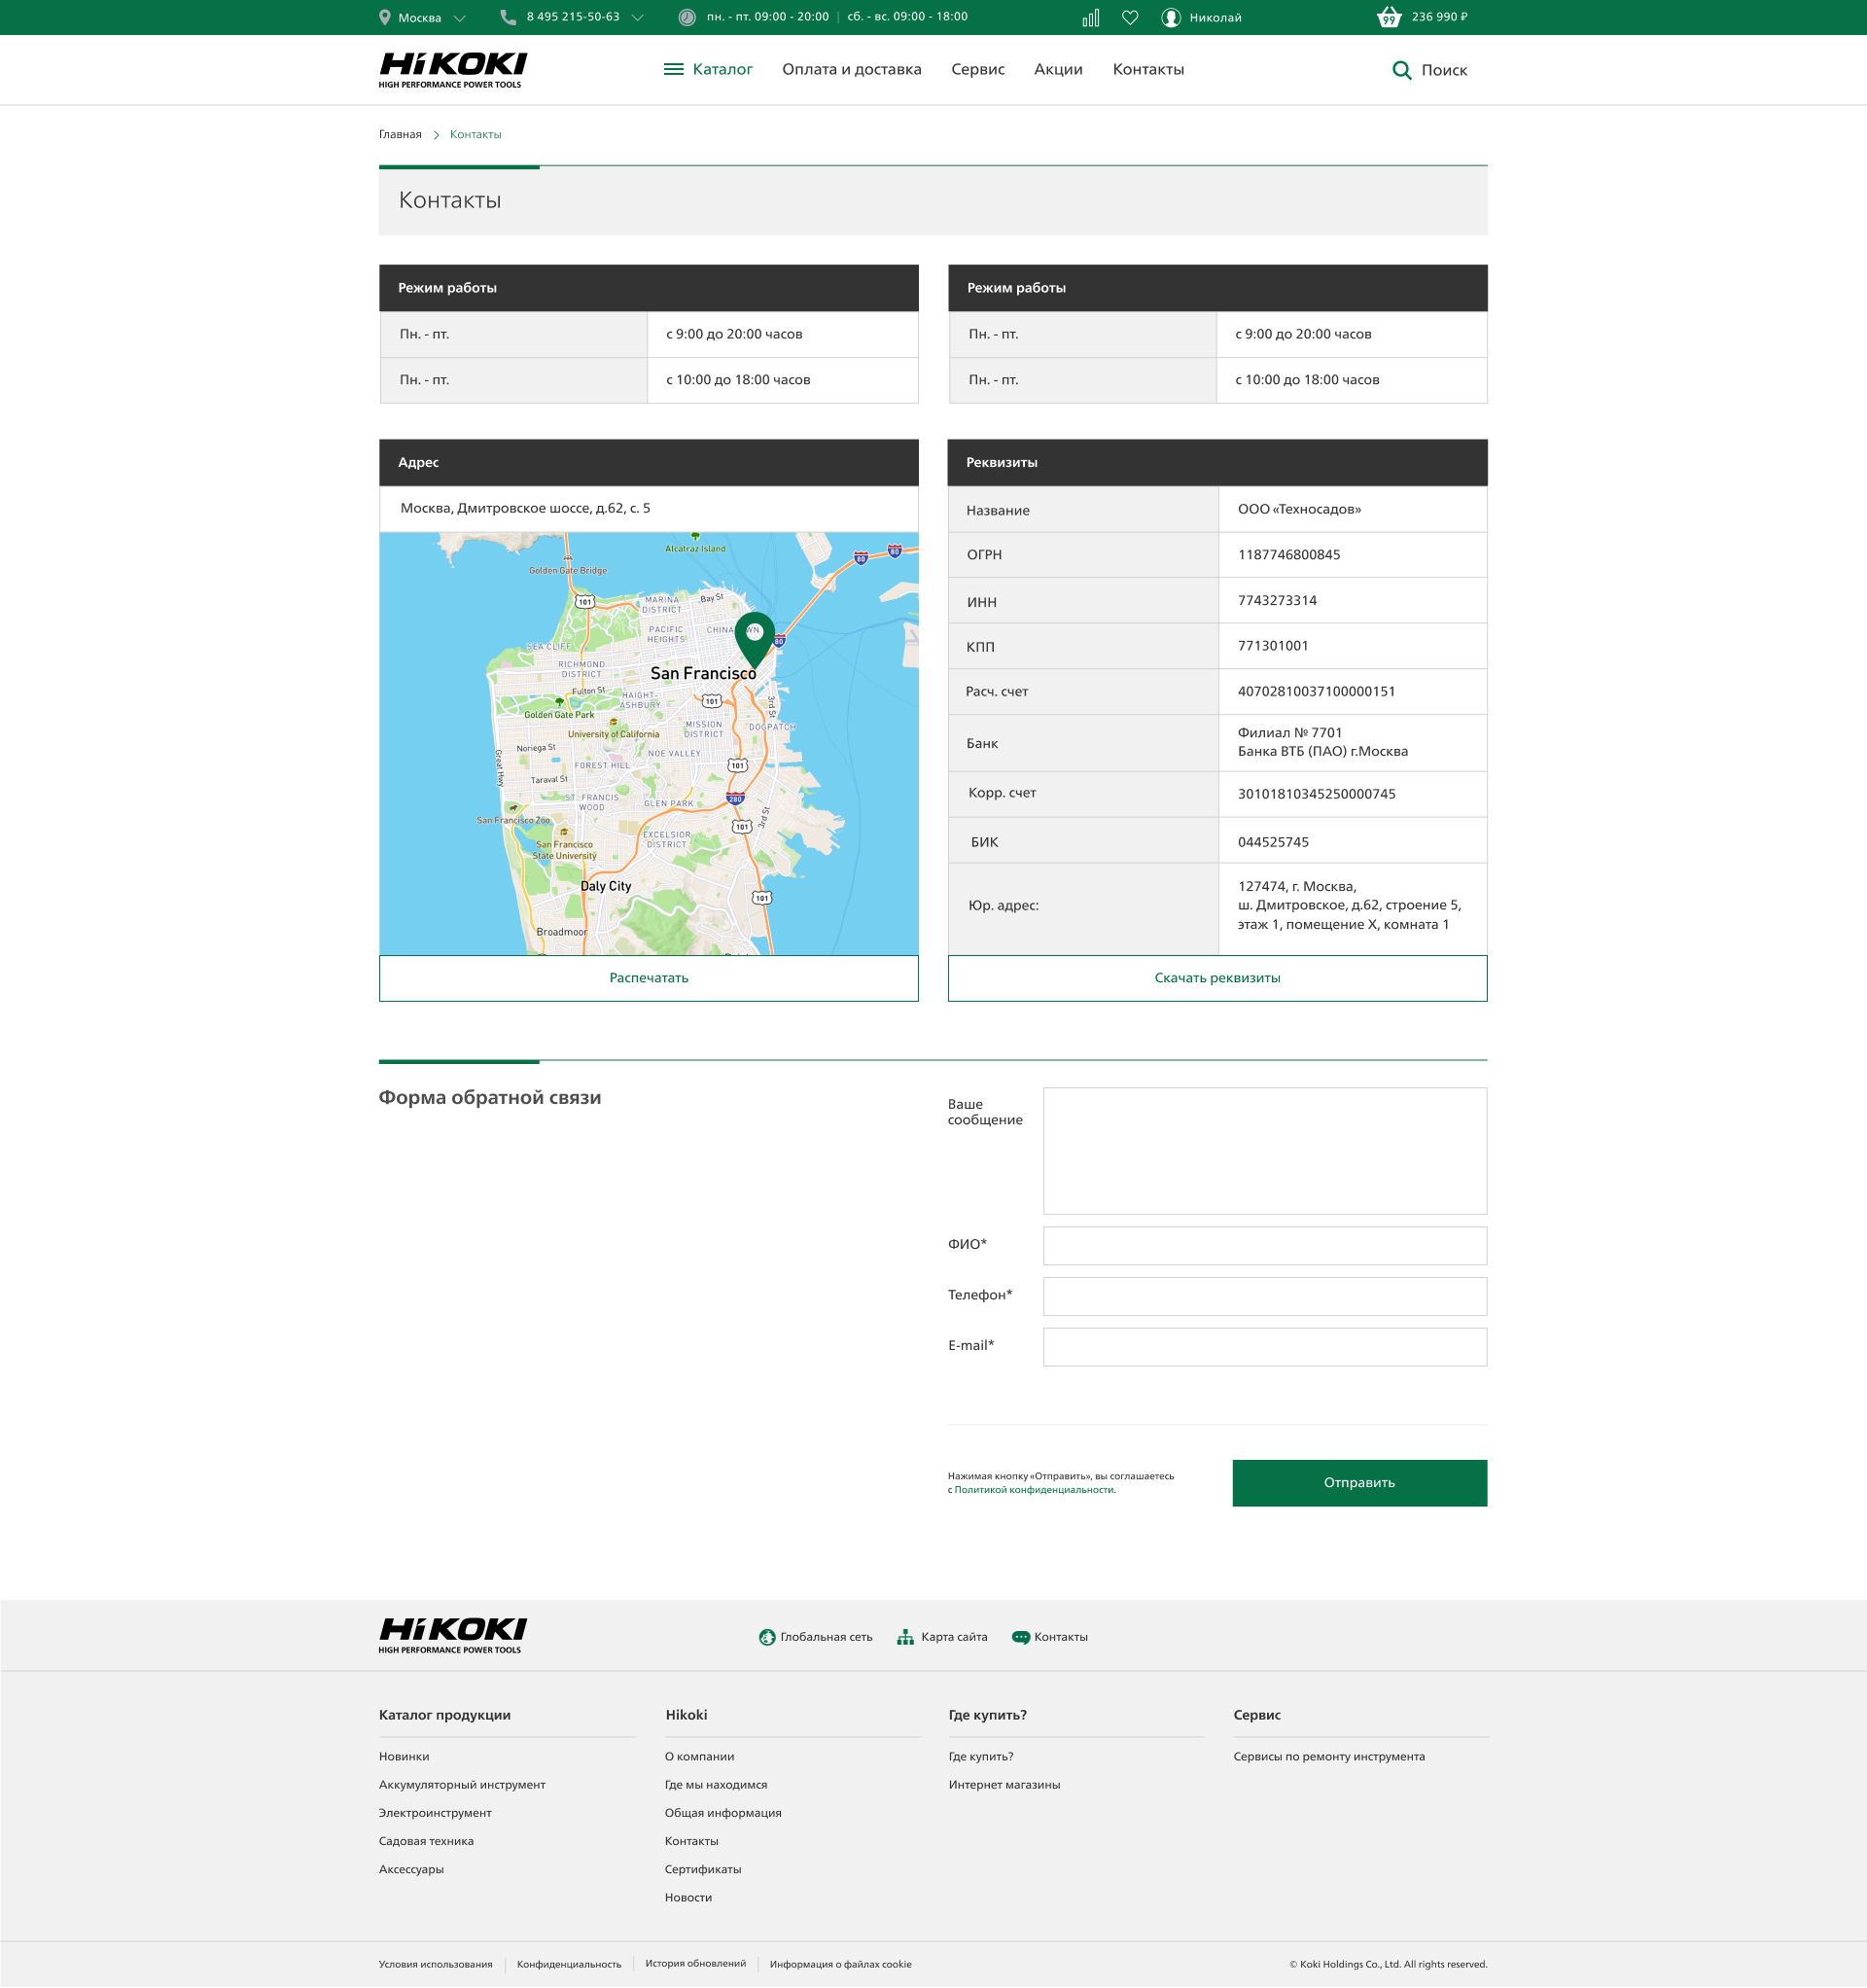 Москва
8 495 215-50-63
пн. - пт. 09:00 - 20:00 | сб. - вс. 09:00 - 18:00
Николай
99
236 990 ₽
HiKOKI
HIGH PERFORMANCE POWER TOOLS
Каталог
Оплата и доставка
Сервис
Акции
Контакты
Поиск
Главная
Контакты
Контакты
Режим работы
Пн. - пт.
с 9:00 до 20:00 часов
Пн. - пт.
с 10:00 до 18:00 часов
Режим работы
Пн. - пт.
с 9:00 до 20:00 часов
Пн. - пт.
с 10:00 до 18:00 часов
Адрес
Москва, Дмитровское шоссе, д.62, с. 5
Alcatraz Island
80
80
Golden Gate Bridge
101
MARINA
DISTRICT
Bay St
PACIFIC
HEIGHTS
80
SEA CLIFF
RICHMOND
DISTRICT
San Francisco
Fulton St
HAIGHT-
ASHBURY
101
3rd St
Golden Gate Park
MISSION
DISTRICT
DOGPATCH
University of California
Noriega St
NOE VALLEY
Great Hwy
FOREST HILL
101
Taraval St
ST. FRANCIS
WOOD
GLEN PARK
280
3rd St
San Francisco Zoo
101
EXCELSIOR
DISTRICT
San Francisco
State University
Daly City
101
Broadmoor
Распечатать
Реквизиты
Название
ООО «Техносадов»
ОГРН
1187746800845
ИНН
7743273314
КПП
771301001
Расч. счет
40702810037100000151
Банк
Филиал № 7701
Банка ВТБ (ПАО) г.Москва
Корр. счет
30101810345250000745
БИК
044525745
Юр. адрес:
127474, г. Москва,
ш. Дмитровское, д.62, строение 5,
этаж 1, помещение X, комната 1
Скачать реквизиты
Форма обратной связи
Ваше
сообщение
ФИО*
Телефон*
E-mail*
Нажимая кнопку «Отправить», вы соглашаетесь
с Политикой конфиденциальности.
Отправить
HiKOKI
HIGH PERFORMANCE POWER TOOLS
Глобальная сеть
Карта сайта
Контакты
Каталог продукции
Новинки
Аккумуляторный инструмент
Электроинструмент
Садовая техника
Аксессуары
Hikoki
О компании
Где мы находимся
Общая информация
Контакты
Сертификаты
Новости
Где купить?
Где купить?
Интернет магазины
Сервис
Сервисы по ремонту инструмента
Условия использования
Конфиденциальность
История обновлений
Информация о файлах cookie
© Koki Holdings Co., Ltd. All rights reserved.